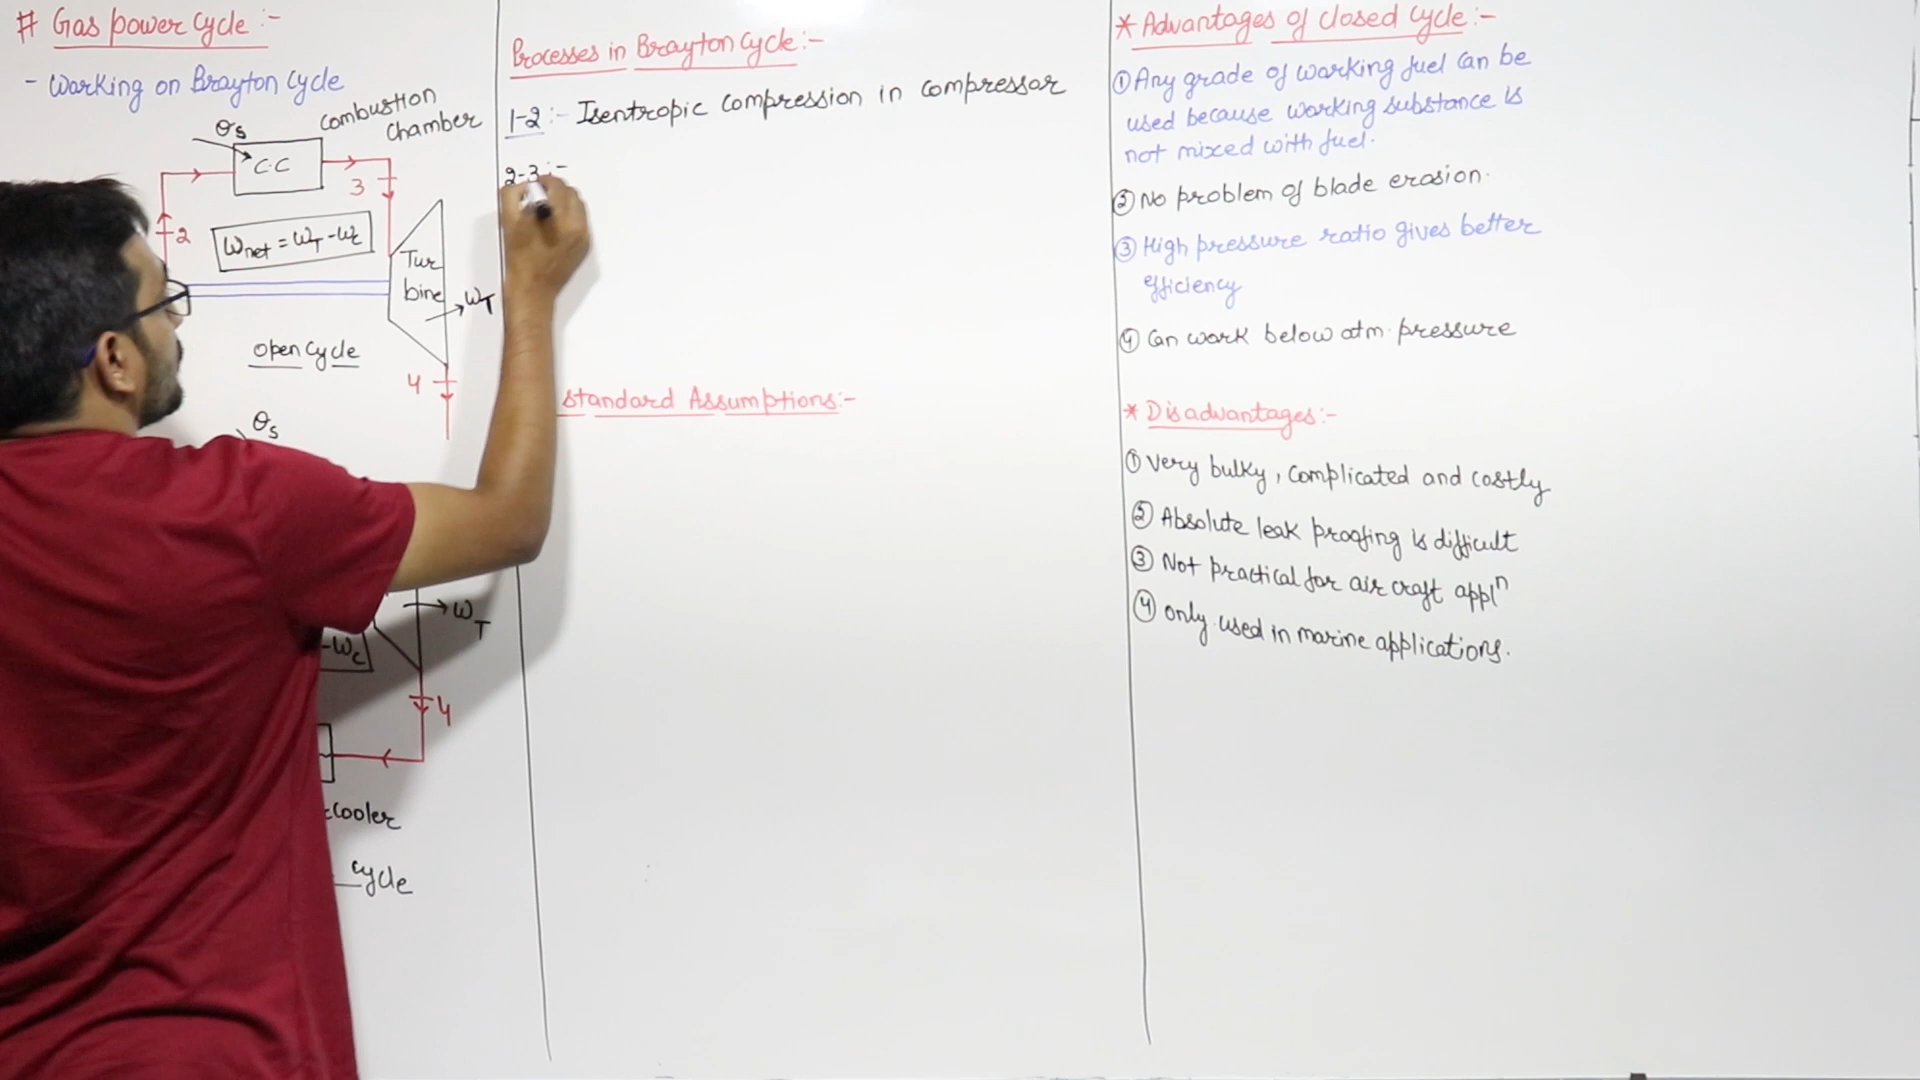 # Gas power cycle :-
- Working on Brayton Cycle
combustion
chamber
Qs
C.C
3
2
Wnet = WT - Wc
Tur
bine
WT
open cycle
4
Qs
WT
-Wc
4
cooler
cycle
Processes in Brayton Cycle :-
1-2 :- Isentropic compression in compressor
2-3 :-
standard Assumptions :-
* Advantages of closed cycle :-
① Any grade of working fuel can be
used because working substance is
not mixed with fuel.
② No problem of blade erosion.
③ High pressure ratio gives better
efficiency
④ Can work below atm. pressure
* Disadvantages :-
① Very bulky, complicated and costly
② Absolute leak proofing is difficult
③ Not practical for air craft applⁿ
④ only used in marine applications.